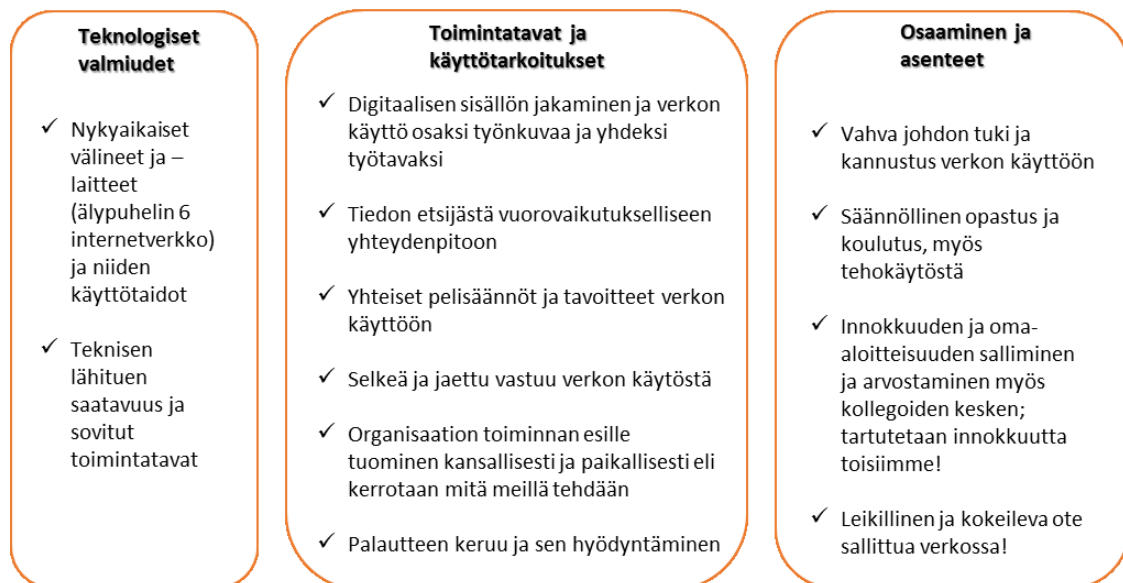 Teknologiset
valmiudet
✓ Nykyaikaiset
välineet ja –
laitteet
(älypuhelin 6
internetverkko)
ja niiden
käyttötaidot
✓ Teknisen
lähituen
saatavuus ja
sovitut
toimintatavat
Toimintatavat ja
käyttötarkoitukset
✓ Digitaalisen sisällön jakaminen ja verkon
käyttö osaksi työnkuvaa ja yhdeksi
työtavaksi
✓ Tiedon etsijästä vuorovaikutukselliseen
yhteydenpitoon
✓ Yhteiset pelisäännöt ja tavoitteet verkon
käyttöön
✓ Selkeä ja jaettu vastuu verkon käytöstä
✓ Organisaation toiminnan esille
tuominen kansallisesti ja paikallisesti eli
kerrotaan mitä meillä tehdään
✓ Palautteen keruu ja sen hyödyntäminen
Osaaminen ja
asenteet
✓ Vahva johdon tuki ja
kannustus verkon käyttöön
✓ Säännöllinen opastus ja
koulutus, myös
tehokäytöstä
✓ Innokkuuden ja oma-
aloitteisuuden salliminen
ja arvostaminen myös
kollegoiden kesken;
tartutetaan innokkuutta
toisiimme!
✓ Leikillinen ja kokeileva ote
sallittua verkossa!